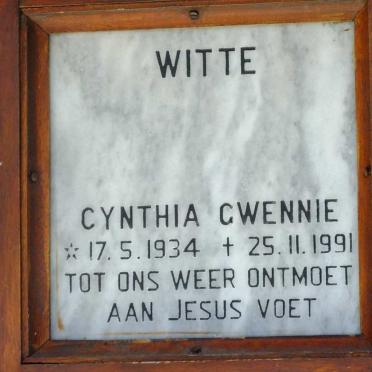 WITTE
CYNTHIA GWENNIE
☆ 17.5.1934 † 25.11.1991
TOT ONS WEER ONTMOET
AAN JESUS VOET